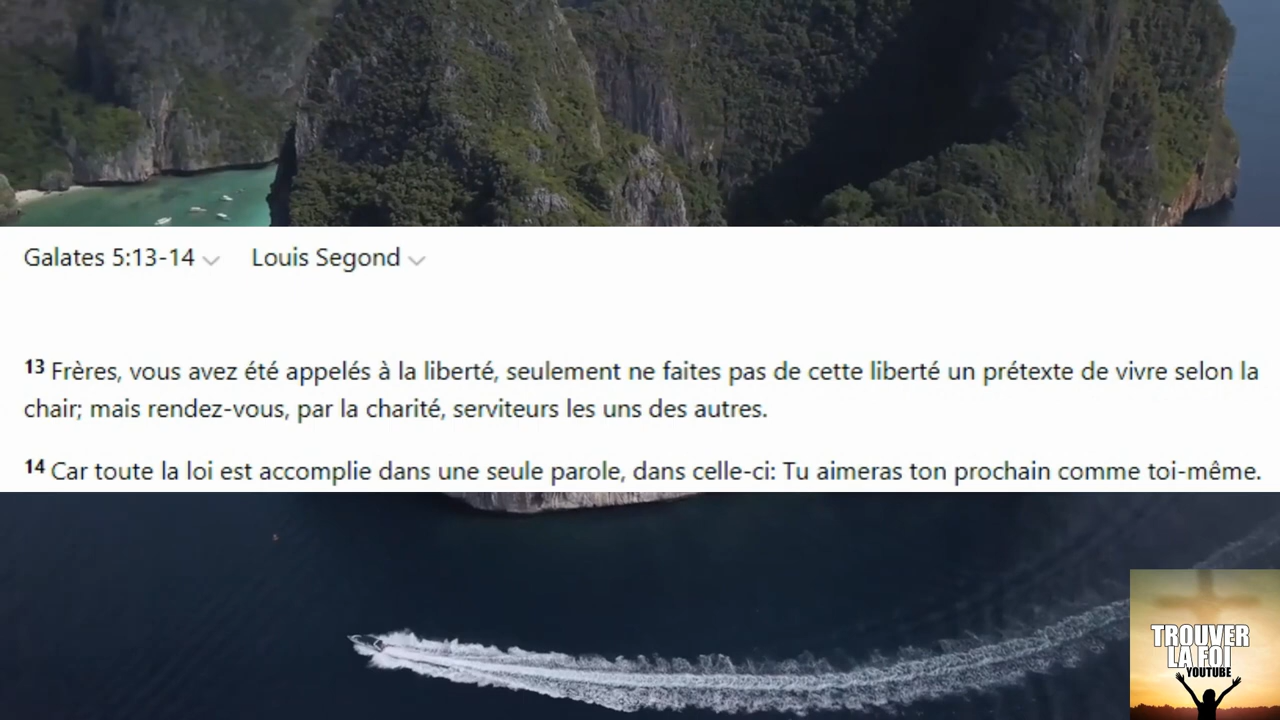 Galates 5:13-14 Louis Segond
13 Frères, vous avez été appelés à la liberté, seulement ne faites pas de cette liberté un prétexte de vivre selon la
chair; mais rendez-vous, par la charité, serviteurs les uns des autres.
14 Car toute la loi est accomplie dans une seule parole, dans celle-ci: Tu aimeras ton prochain comme toi-même.
TROUVER
LA FOI
YOUTUBE